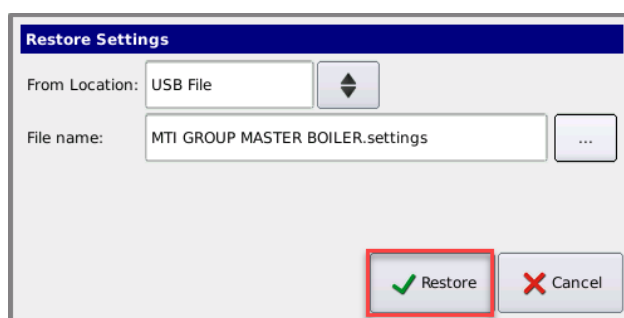 Restore Settings
From Location: USB File
File name: MTI GROUP MASTER BOILER.settings ...
Restore Cancel